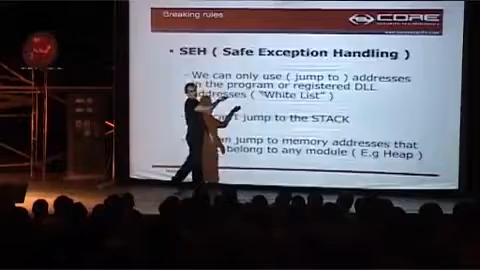 Breaking rules
CORE
SEH ( Safe Exception Handling )
We can only use ( jump to ) addresses
the program or registered DLL
ddresses ( "White List" )
jump to the STACK
jump to memory addresses that
belong to any module ( E.g Heap )